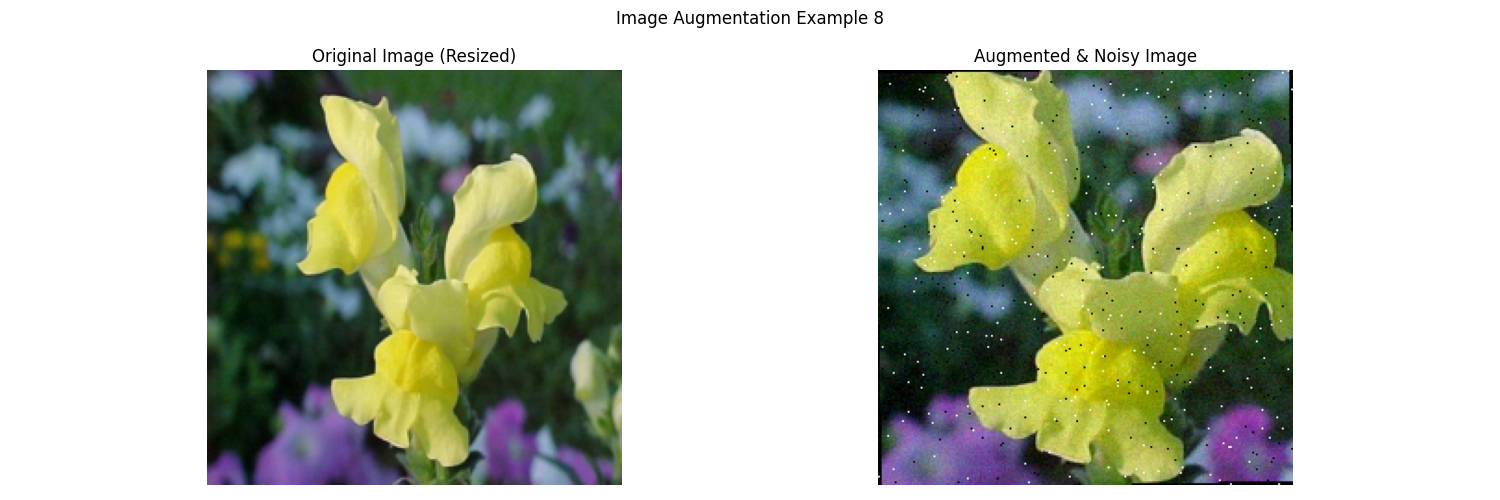 Image Augmentation Example 8
Original Image (Resized)
Augmented & Noisy Image